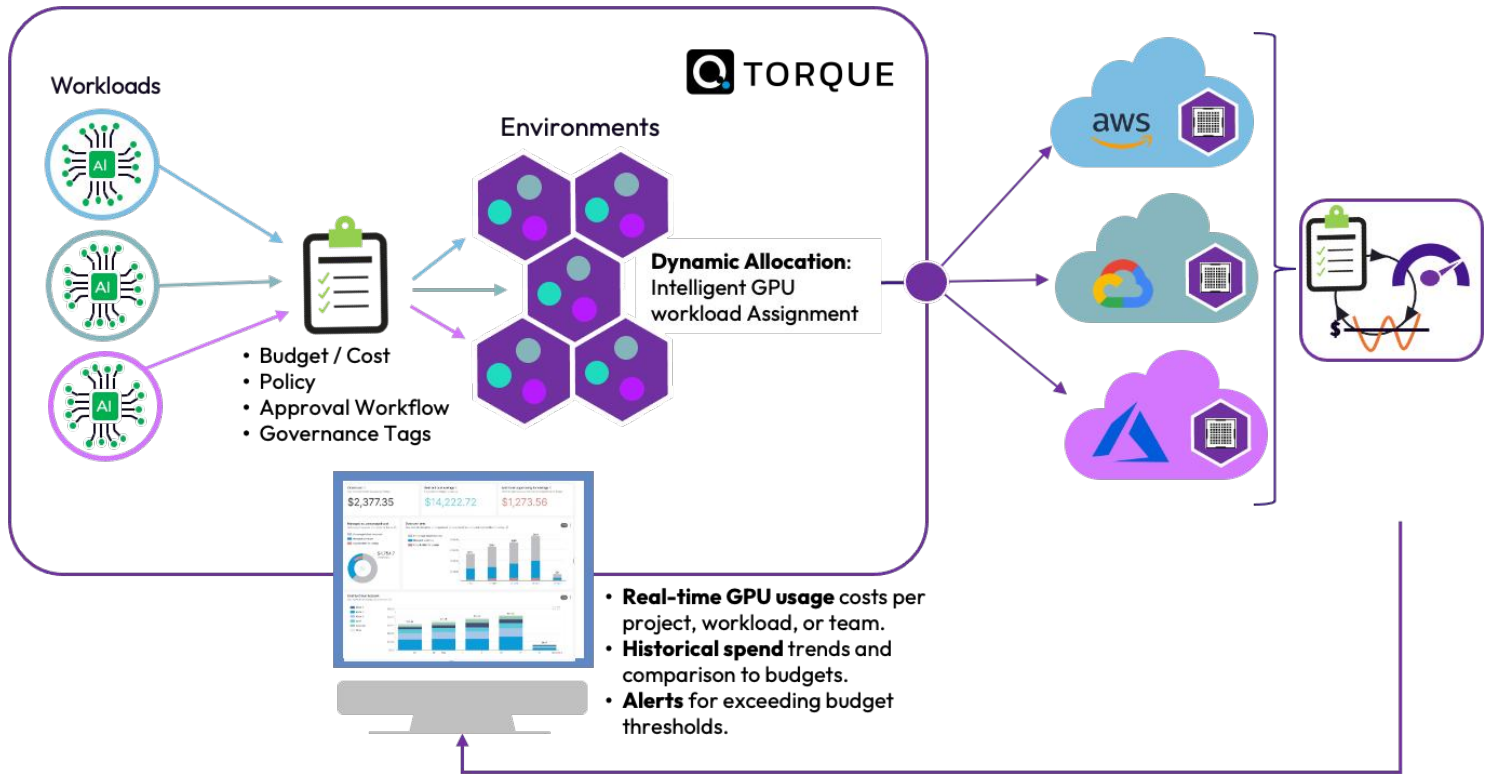 TORQUE
Workloads
AI
AI
AI
Environments
Dynamic Allocation:
Intelligent GPU
workload Assignment
• Budget / Cost
• Policy
• Approval Workflow
• Governance Tags
aws
$
$2,377.35
$14,222.72
$1,273.56
• Real-time GPU usage costs per
project, workload, or team.
• Historical spend trends and
comparison to budgets.
• Alerts for exceeding budget
thresholds.